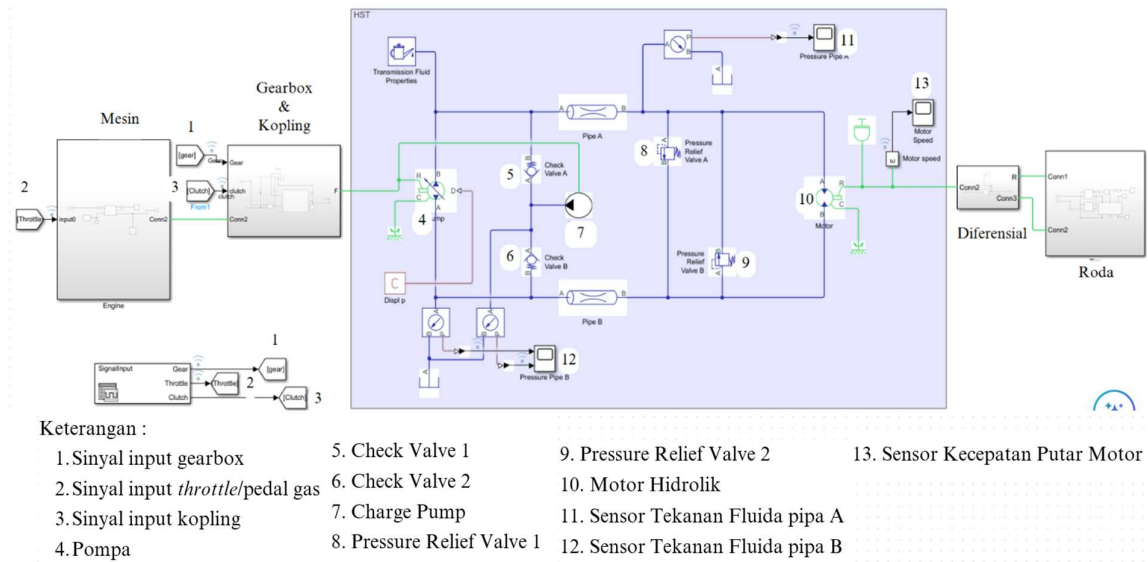 HST
Transmission Fluid
Properties
Mesin
Gearbox
&
Kopling
1
[gear]
Gear
Gear
2
[Throttle]
input0
Conn2
Engine
3
[Clutch]
clutch
clutch
From1
Conn2
F
R
C
B
A
4
C
Displ p
5
Check
Valve A
B
A
6
Check
Valve B
A
B
7
A
B
Pipe A
A
B
Pipe B
A
P
B
A
11
8
Pressure
Relief
Valve A
A
B
Pressure
Relief
Valve B
9
A
B
10
A
R
C
B
Motor
13
Motor
Speed
ω
Motor speed
Conn2
R
Conn3
Diferensial
Conn1
Conn2
Roda
A
A
A
12
Pressure Pipe B
SignalInput
Gear
Throttle
Clutch
1
[gear]
[Throttle]
2
[Clutch]
3
Keterangan :
1. Sinyal input gearbox
2. Sinyal input throttle/pedal gas
3. Sinyal input kopling
4. Pompa
5. Check Valve 1
6. Check Valve 2
7. Charge Pump
8. Pressure Relief Valve 1
9. Pressure Relief Valve 2
10. Motor Hidrolik
11. Sensor Tekanan Fluida pipa A
12. Sensor Tekanan Fluida pipa B
13. Sensor Kecepatan Putar Motor